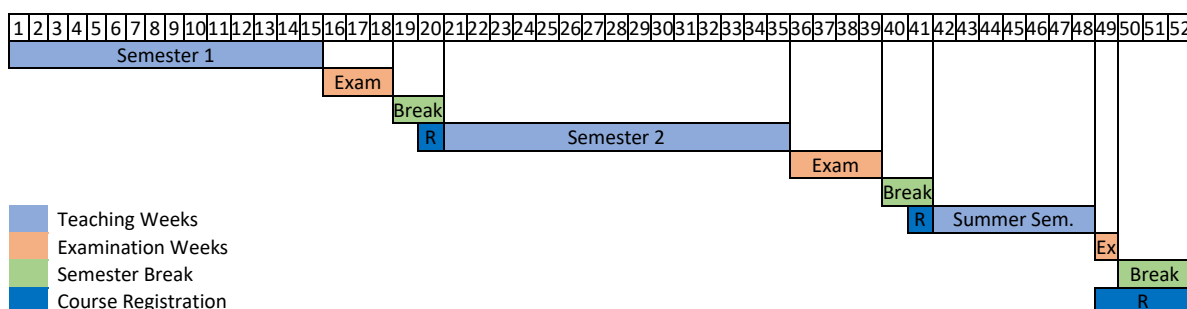 1 2 3 4 5 6 7 8 9 10 11 12 13 14 15 16 17 18 19 20 21 22 23 24 25 26 27 28 29 30 31 32 33 34 35 36 37 38 39 40 41 42 43 44 45 46 47 48 49 50 51 52
Semester 1
Exam
Break
R Semester 2
Exam
Break
Teaching Weeks R Summer Sem.
Examination Weeks Ex
Semester Break Break
Course Registration R